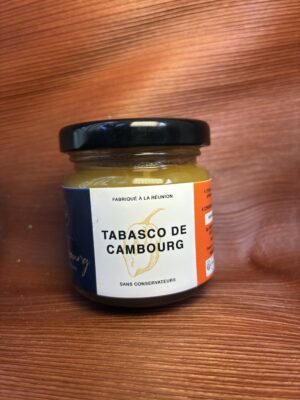 FABRIQUÉ À LA RÉUNION
TABASCO DE
CAMBOURG
SANS CONSERVATEURS